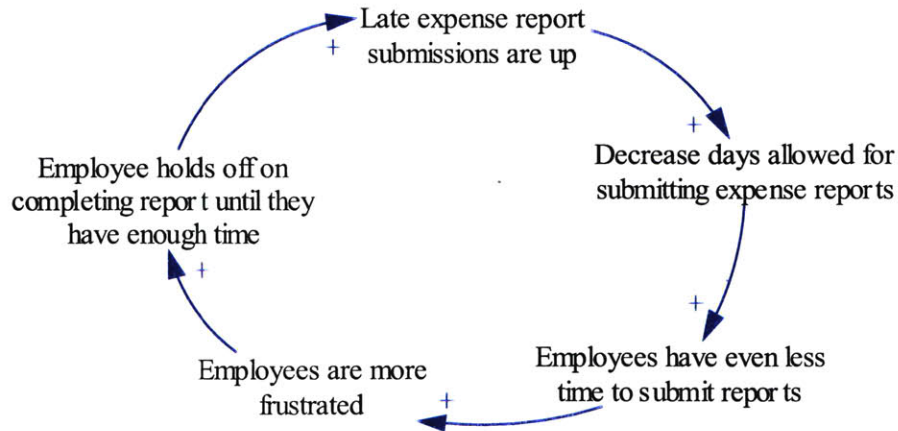 Late expense report
submissions are up
+
+
Decrease days allowed for
submitting expense reports
+
Employees have even less
time to submit reports
+
Employees are more
frustrated
+
Employee holds off on
completing report until they
have enough time